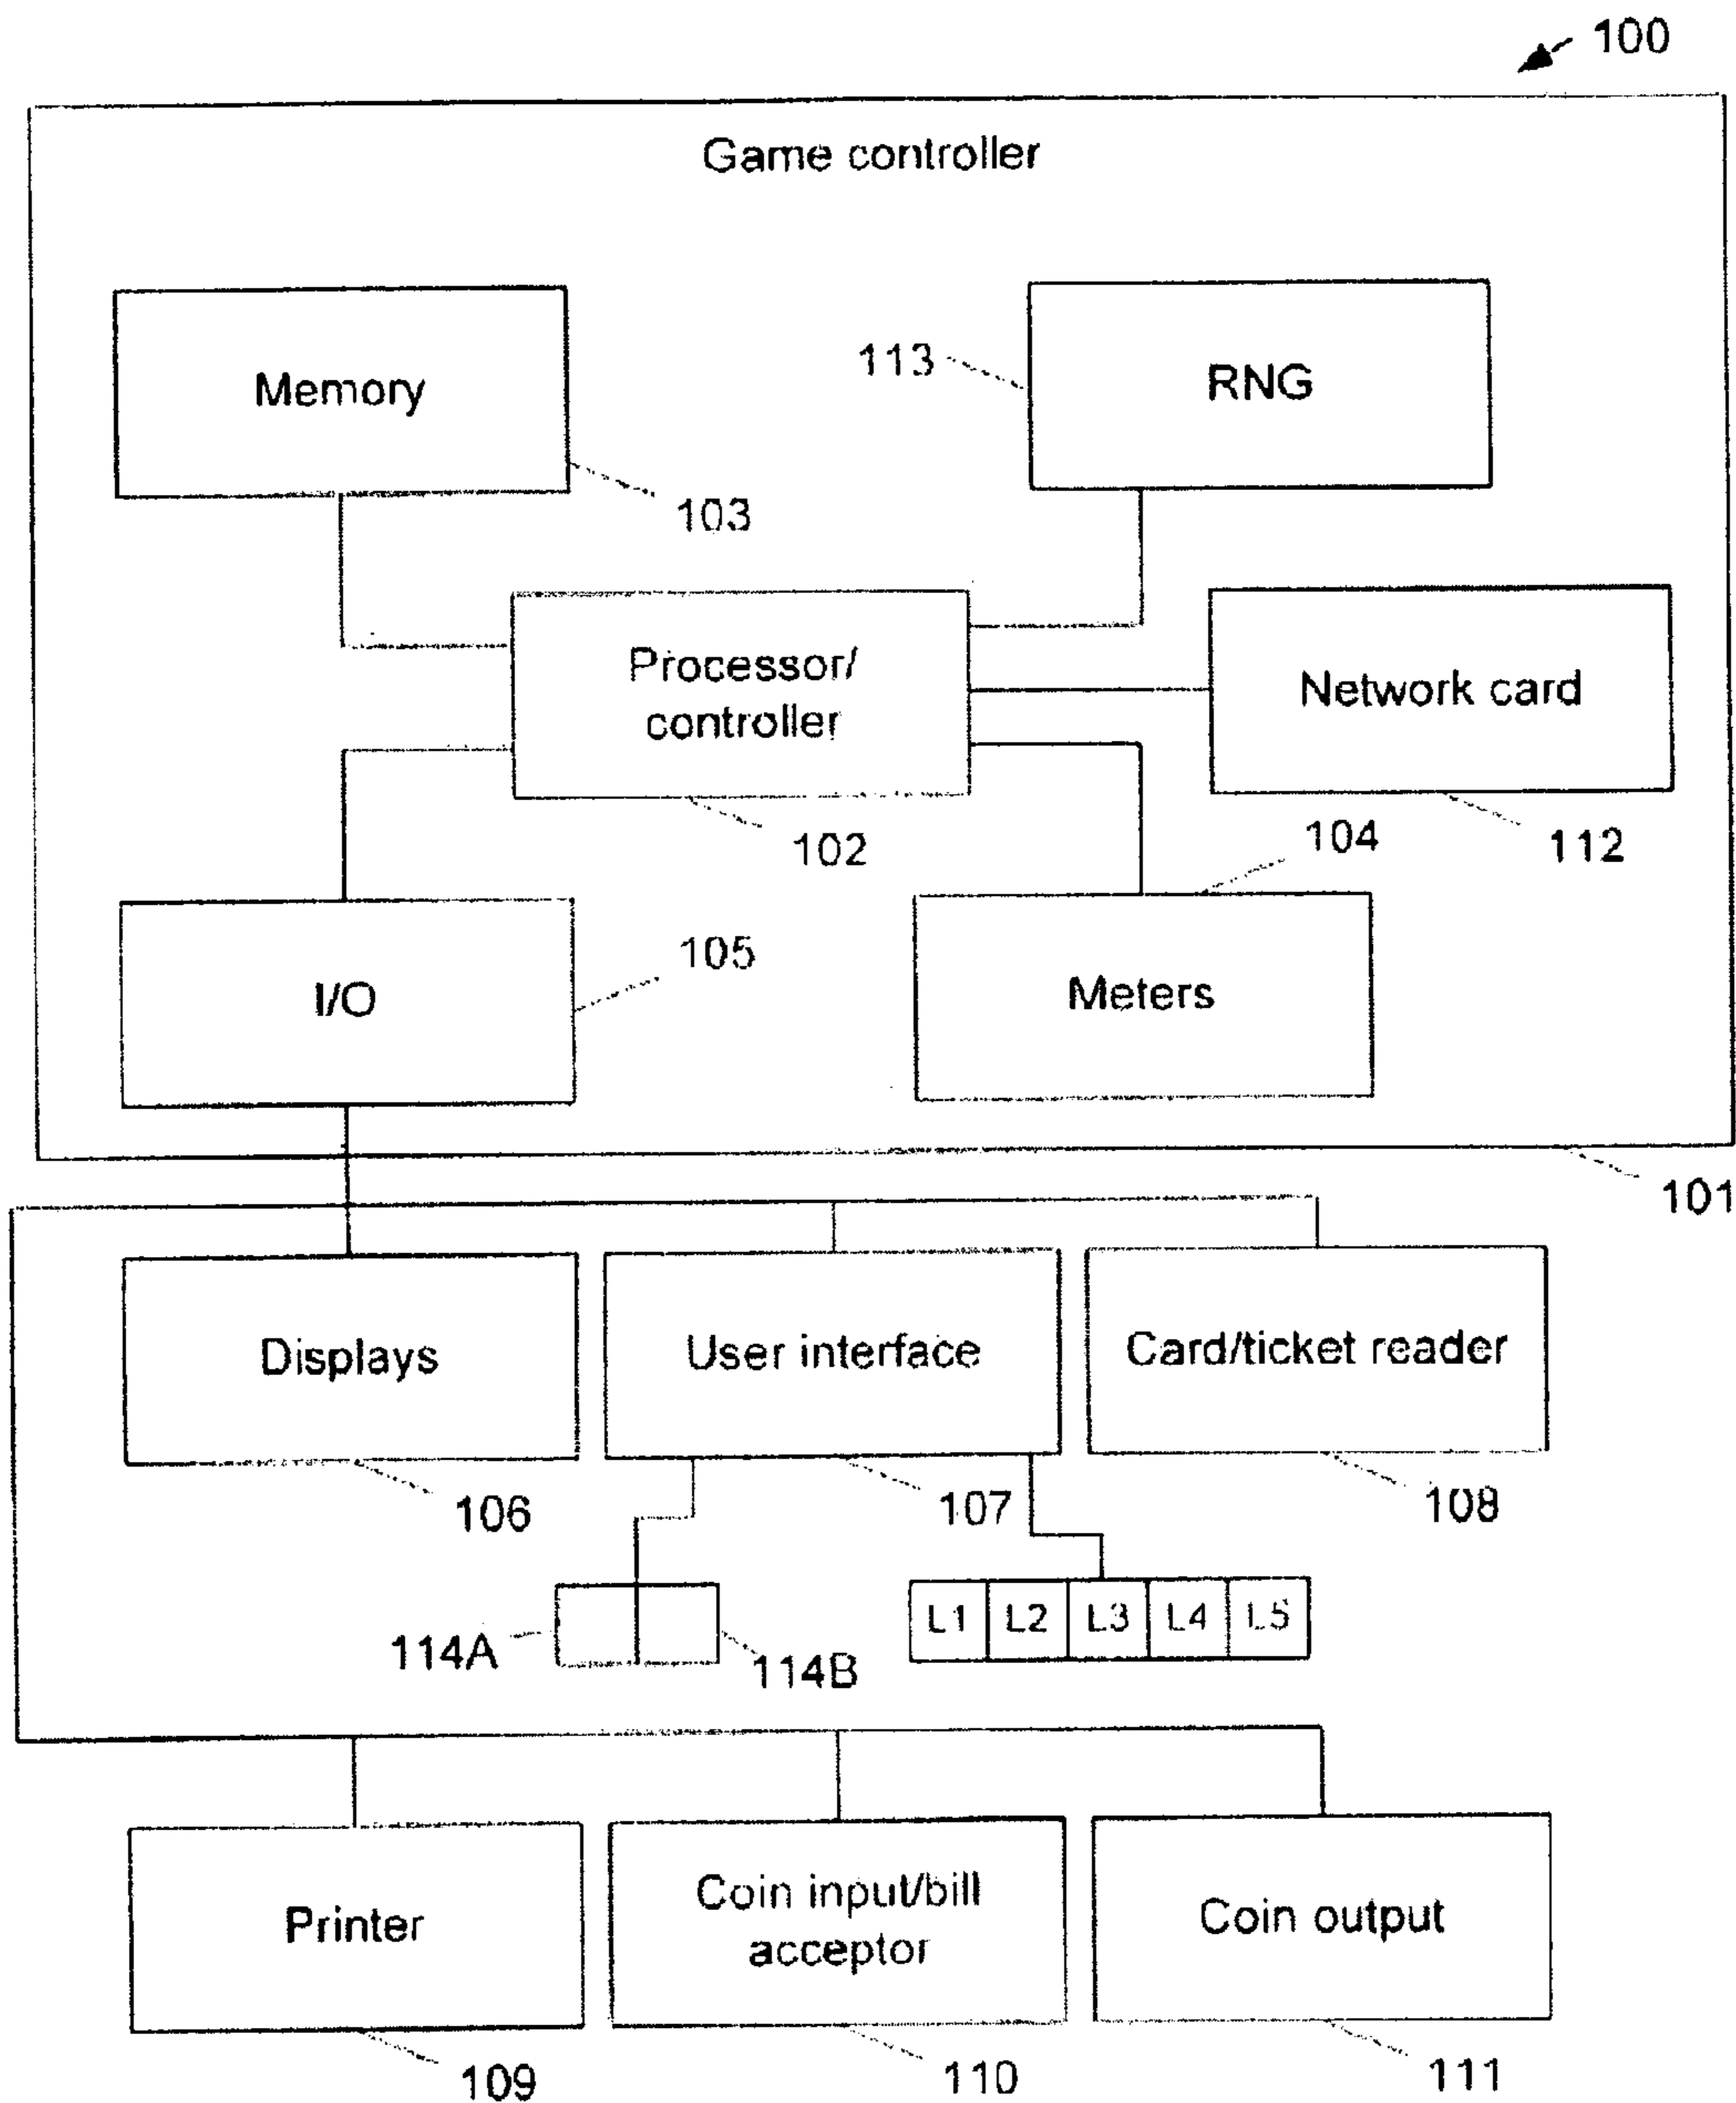 100
Game controller
Memory
113
RNG
103
Processor/
controller
Network card
102
104
112
I/O
105
Meters
101
Displays
User interface
Card/ticket reader
106
107
108
114A
114B
L1 L2 L3 L4 L5
Printer
Coin input/bill
acceptor
Coin output
109
110
111